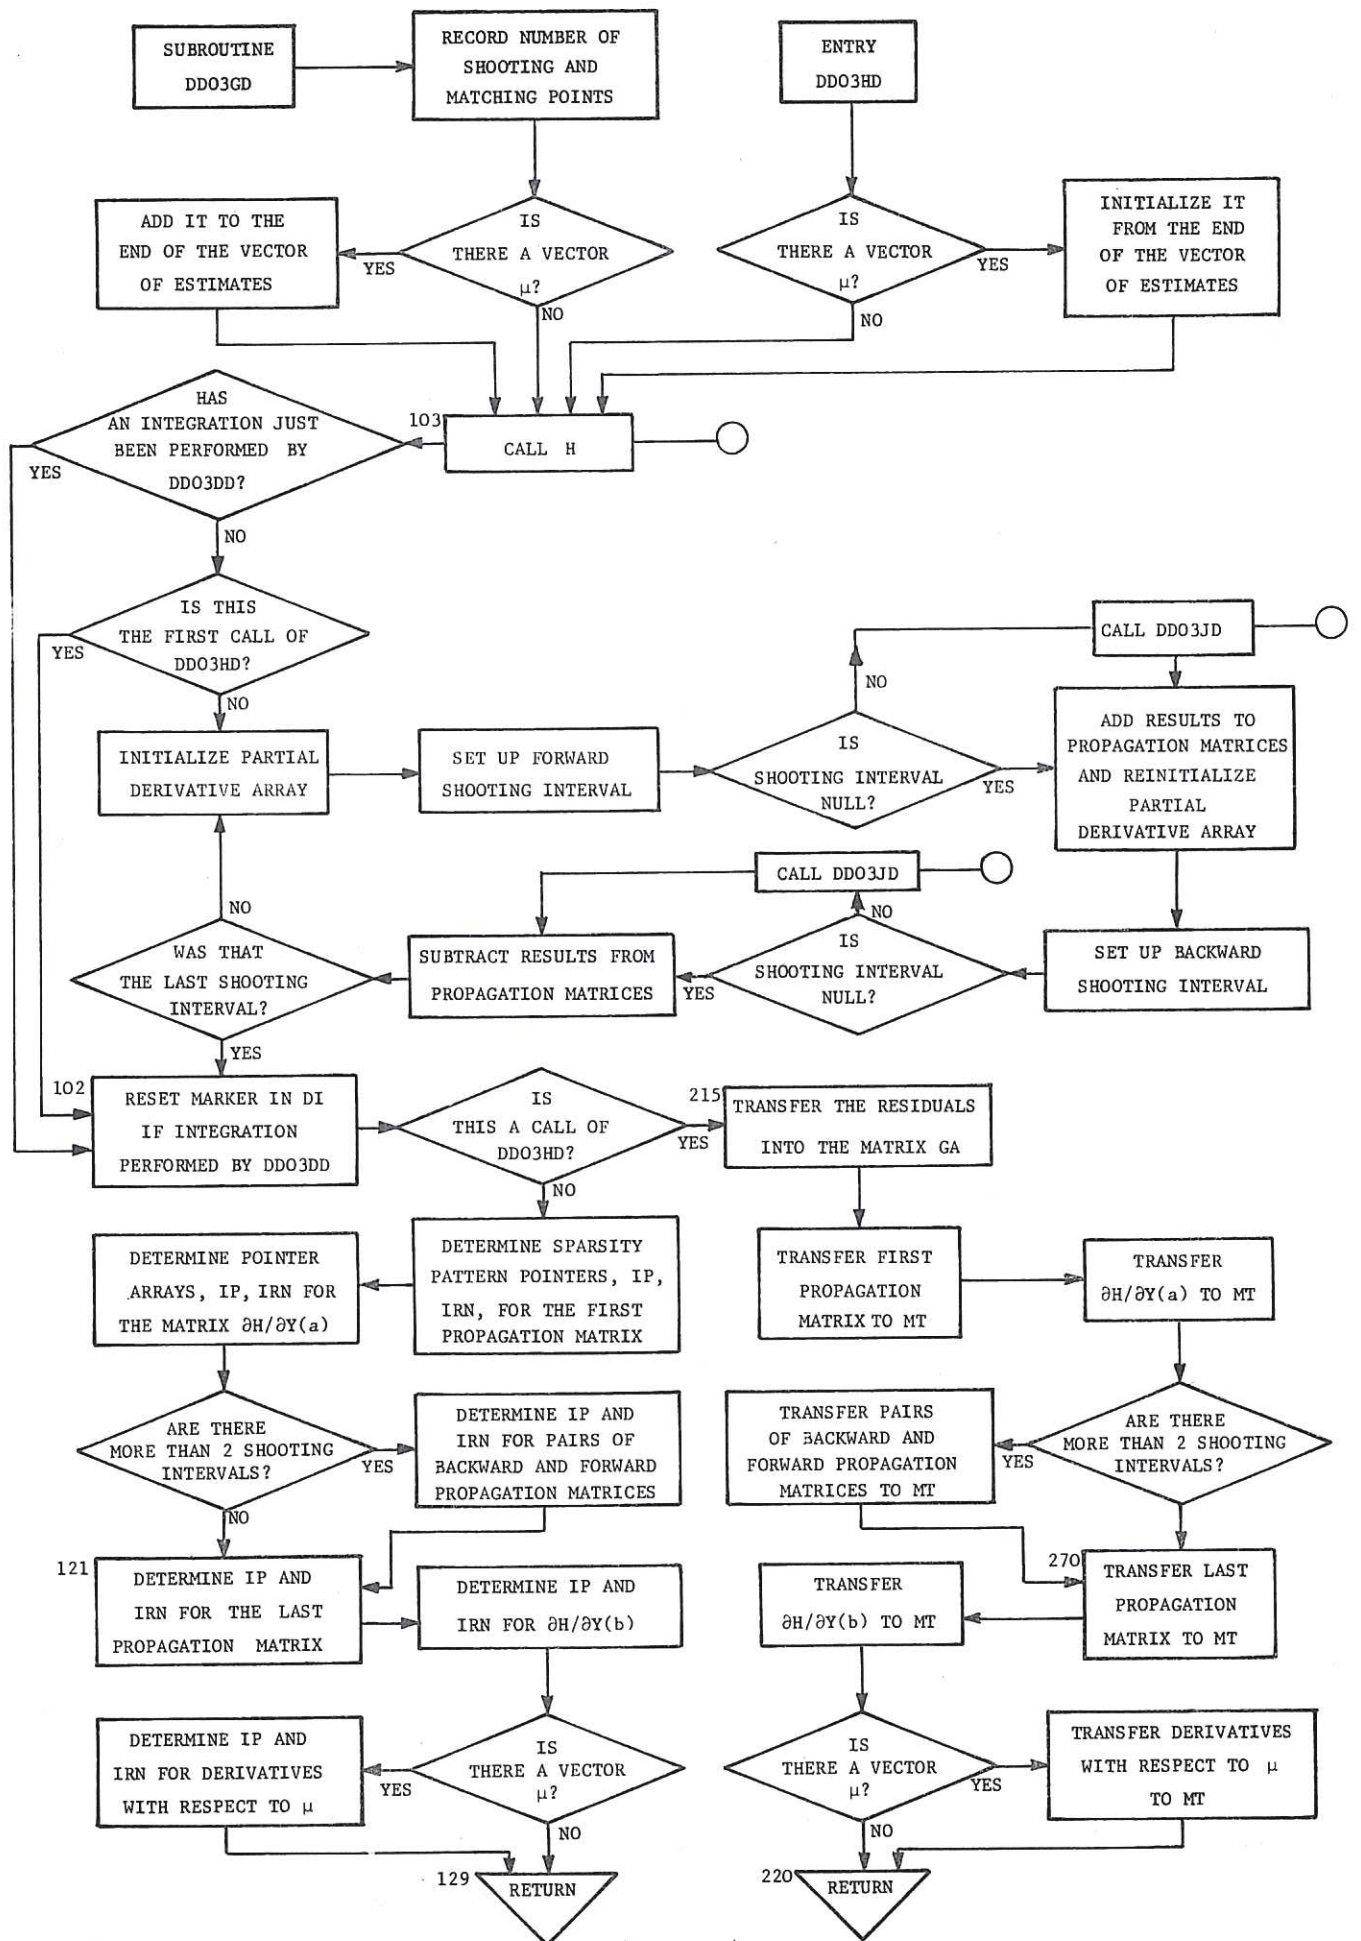 SUBROUTINE
DDO3GD
RECORD NUMBER OF
SHOOTING AND
MATCHING POINTS
ENTRY
DDO3HD
ADD IT TO THE
END OF THE VECTOR
OF ESTIMATES
YES
IS
THERE A VECTOR
μ?
NO
IS
THERE A VECTOR
μ?
YES
NO
INITIALIZE IT
FROM THE END
OF THE VECTOR
OF ESTIMATES
HAS
AN INTEGRATION JUST
BEEN PERFORMED BY
DDO3DD?
YES
NO
103
CALL H
IS THIS
THE FIRST CALL OF
DDO3HD?
YES
NO
INITIALIZE PARTIAL
DERIVATIVE ARRAY
SET UP FORWARD
SHOOTING INTERVAL
IS
SHOOTING INTERVAL
NULL?
NO
YES
CALL DDO3JD
ADD RESULTS TO
PROPAGATION MATRICES
AND REINITIALIZE
PARTIAL
DERIVATIVE ARRAY
SET UP BACKWARD
SHOOTING INTERVAL
IS
SHOOTING INTERVAL
NULL?
NO
YES
CALL DDO3JD
SUBTRACT RESULTS FROM
PROPAGATION MATRICES
WAS THAT
THE LAST SHOOTING
INTERVAL?
NO
YES
102
RESET MARKER IN DI
IF INTEGRATION
PERFORMED BY DDO3DD
IS
THIS A CALL OF
DDO3HD?
YES
NO
215
TRANSFER THE RESIDUALS
INTO THE MATRIX GA
DETERMINE POINTER
ARRAYS, IP, IRN FOR
THE MATRIX ∂H/∂Y(a)
DETERMINE SPARSITY
PATTERN POINTERS, IP,
IRN, FOR THE FIRST
PROPAGATION MATRIX
TRANSFER FIRST
PROPAGATION
MATRIX TO MT
TRANSFER
∂H/∂Y(a) TO MT
ARE THERE
MORE THAN 2 SHOOTING
INTERVALS?
YES
NO
DETERMINE IP AND
IRN FOR PAIRS OF
BACKWARD AND FORWARD
PROPAGATION MATRICES
TRANSFER PAIRS
OF BACKWARD AND
FORWARD PROPAGATION
MATRICES TO MT
ARE THERE
MORE THAN 2 SHOOTING
INTERVALS?
YES
121
DETERMINE IP AND
IRN FOR THE LAST
PROPAGATION MATRIX
DETERMINE IP AND
IRN FOR ∂H/∂Y(b)
TRANSFER
∂H/∂Y(b) TO MT
270
TRANSFER LAST
PROPAGATION
MATRIX TO MT
DETERMINE IP AND
IRN FOR DERIVATIVES
WITH RESPECT TO μ
YES
IS
THERE A VECTOR
μ?
NO
IS
THERE A VECTOR
μ?
YES
NO
TRANSFER DERIVATIVES
WITH RESPECT TO μ
TO MT
129
RETURN
220
RETURN